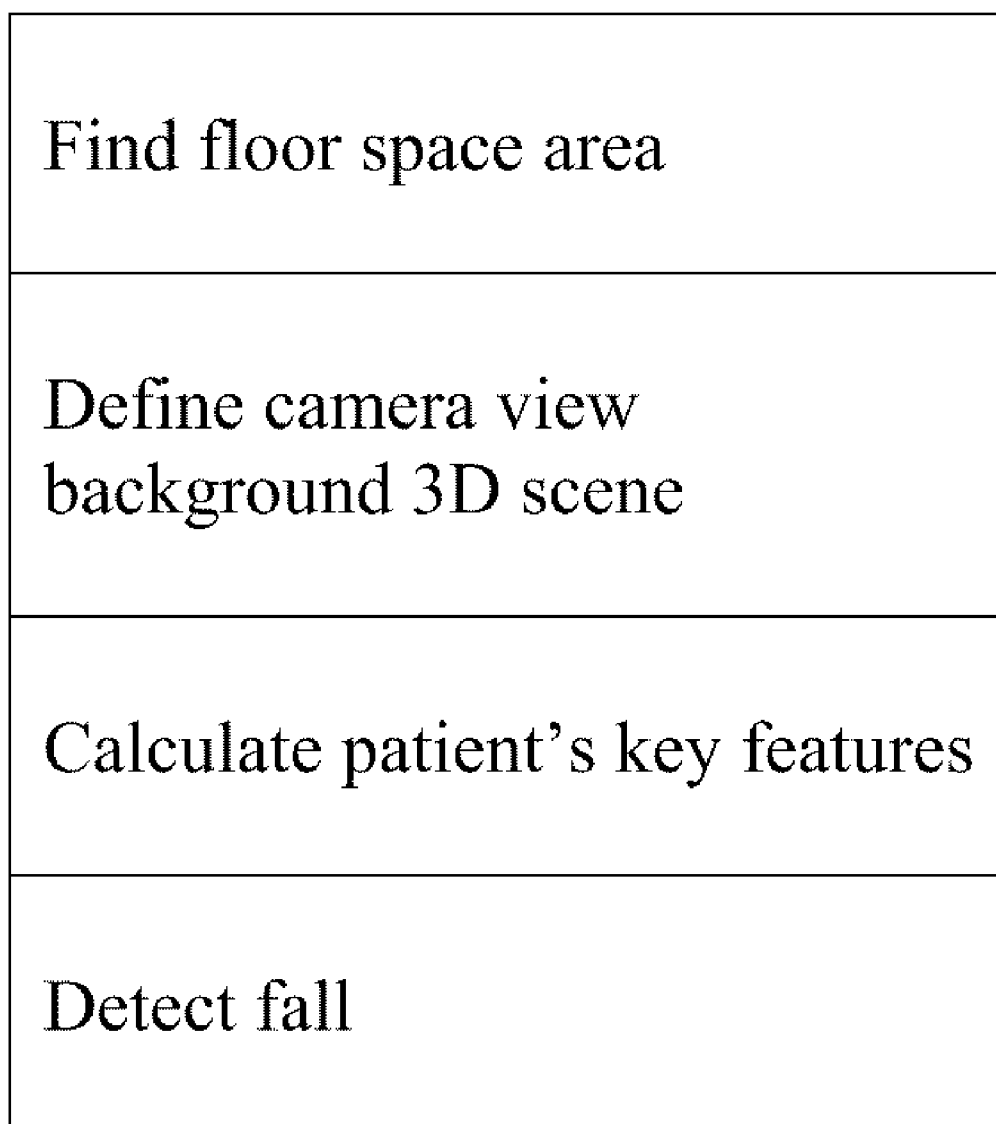 Find floor space area
Define camera view
background 3D scene
Calculate patient’s key features
Detect fall